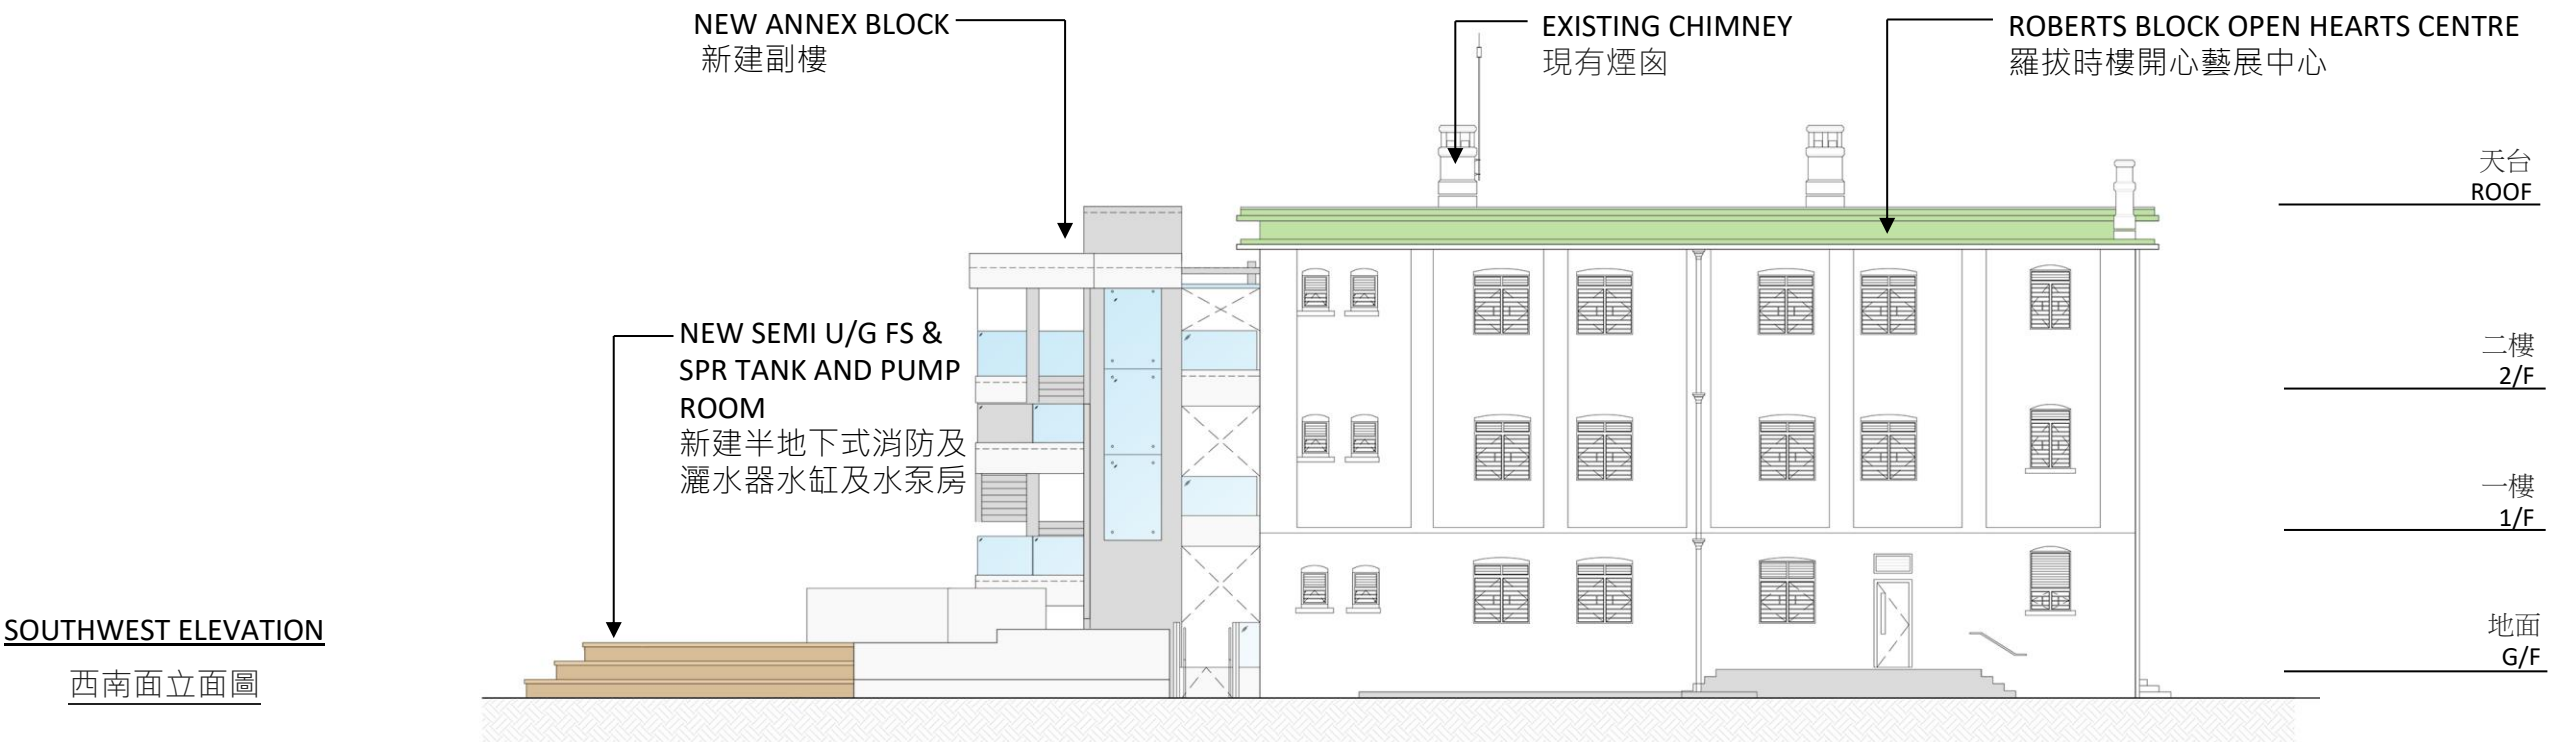 NEW ANNEX BLOCK
新建副樓
EXISTING CHIMNEY
現有煙囪
ROBERTS BLOCK OPEN HEARTS CENTRE
羅拔時樓開心藝展中心
天台
ROOF
NEW SEMI U/G FS &
SPR TANK AND PUMP
ROOM
新建半地下式消防及
灑水器水缸及水泵房
二樓
2/F
一樓
1/F
地面
G/F
SOUTHWEST ELEVATION
西南面立面圖